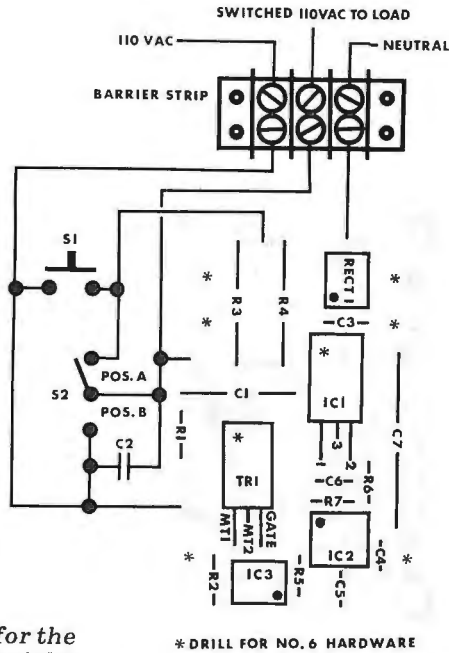 SWITCHED 110VAC TO LOAD
110 VAC
NEUTRAL
BARRIER STRIP
S1
RECT 1
*
*
R3
R4
*
*
C3
*
IC1
S2
POS. A
POS. B
C1
C7
R1
C2
*
TR1
1
3
2
C6
R6
R7
MT1
MT2
GATE
*
R2
IC3
R5
IC2
C4
*
C5
for the
* DRILL FOR NO. 6 HARDWARE